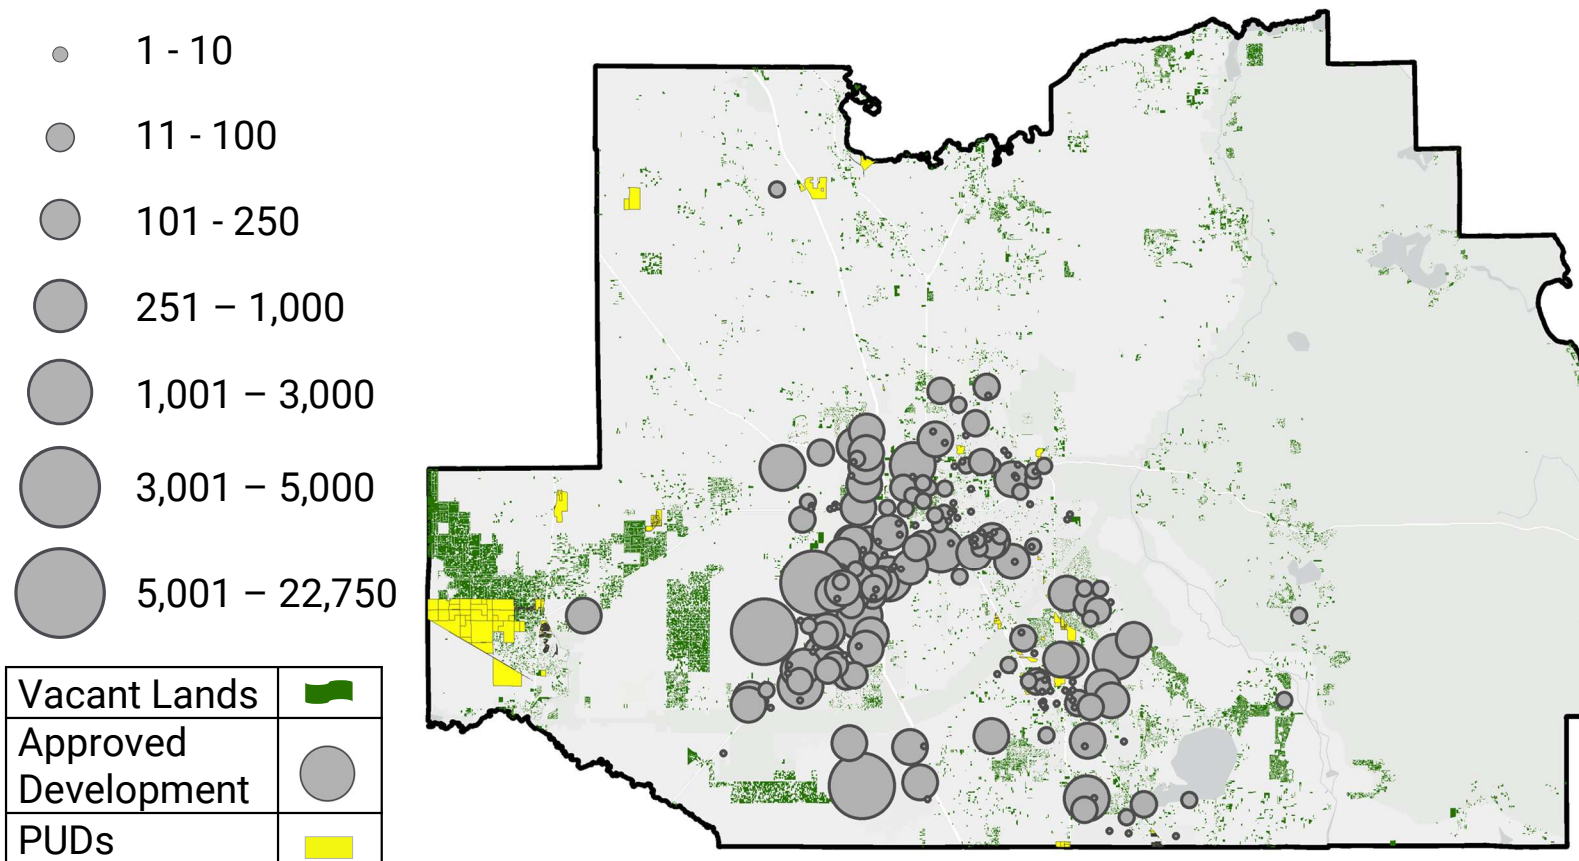 1 - 10
11 - 100
101 - 250
251 – 1,000
1,001 – 3,000
3,001 – 5,000
5,001 – 22,750
Vacant Lands
Approved
Development
PUDs